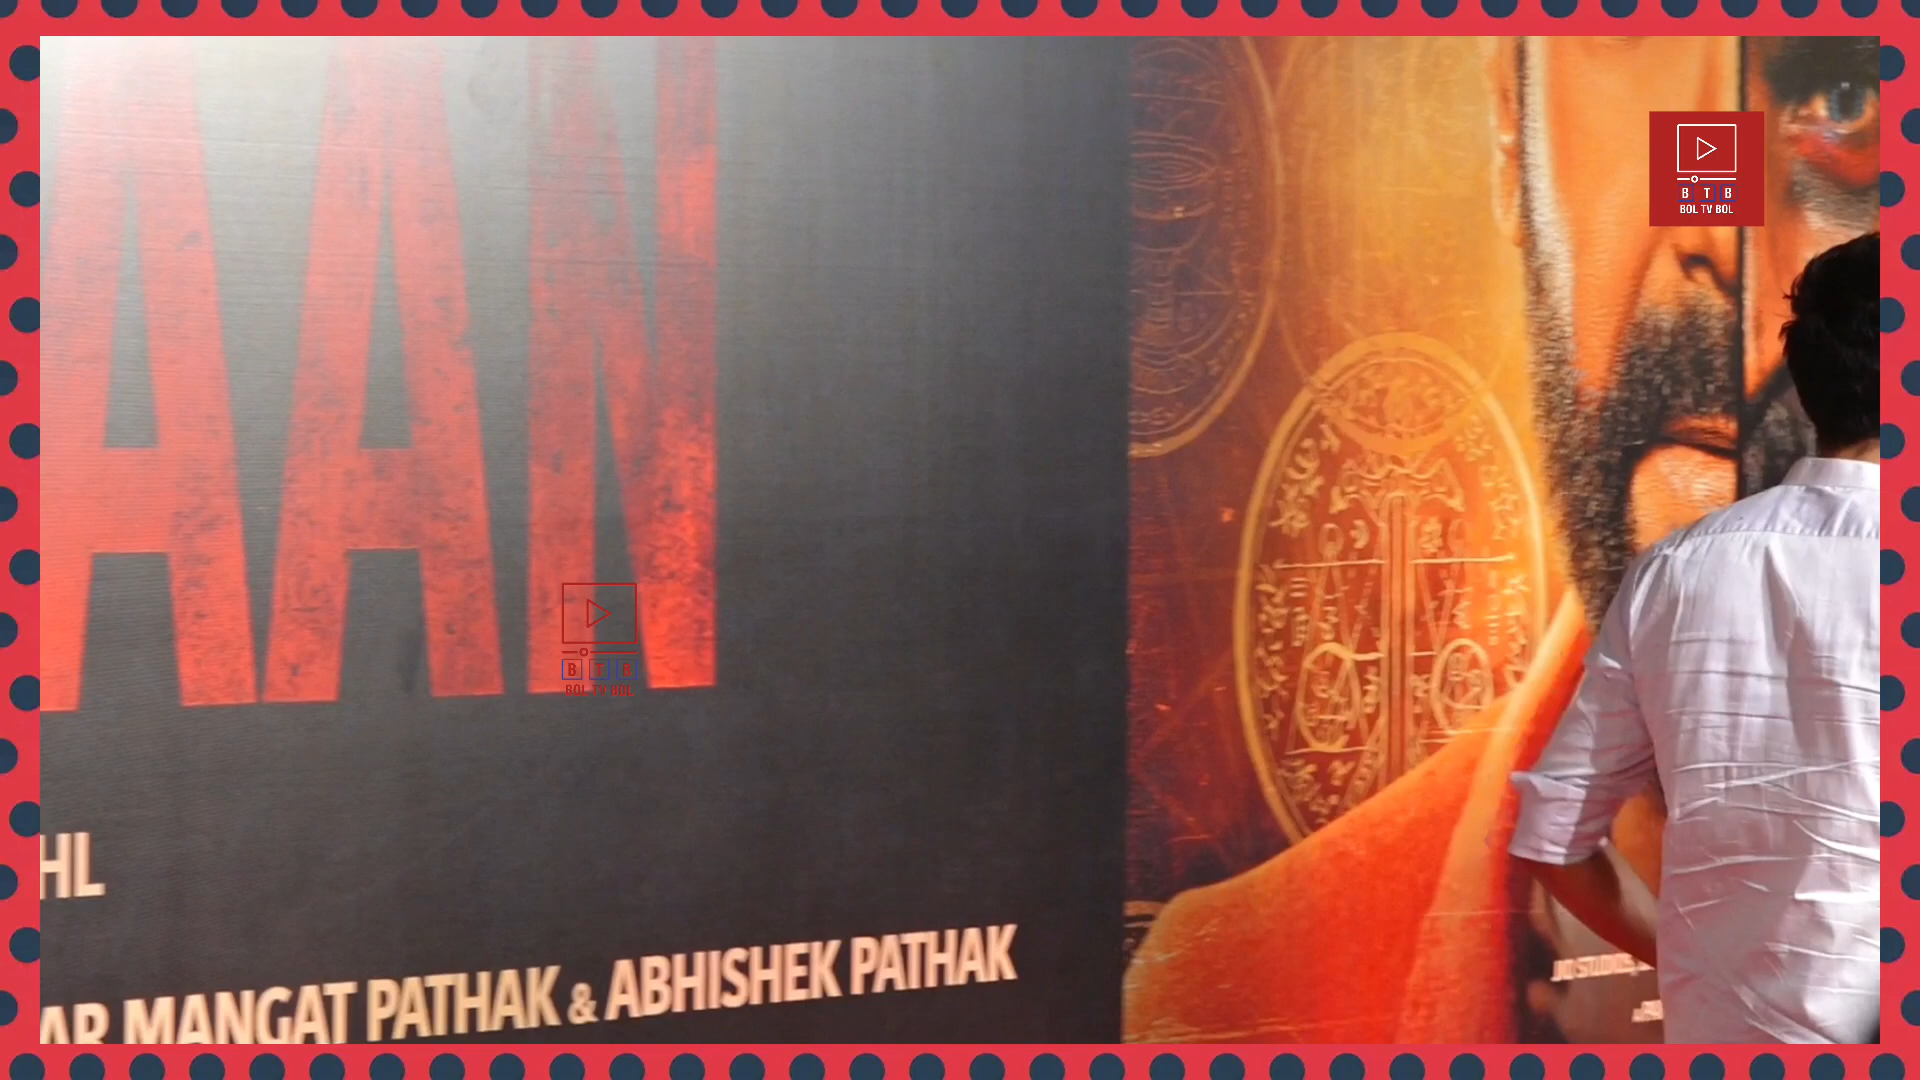 AAN
HL
AR MANGAT PATHAK & ABHISHEK PATHAK
B T B
BOL TV BOL
B T B
BOL TV BOL